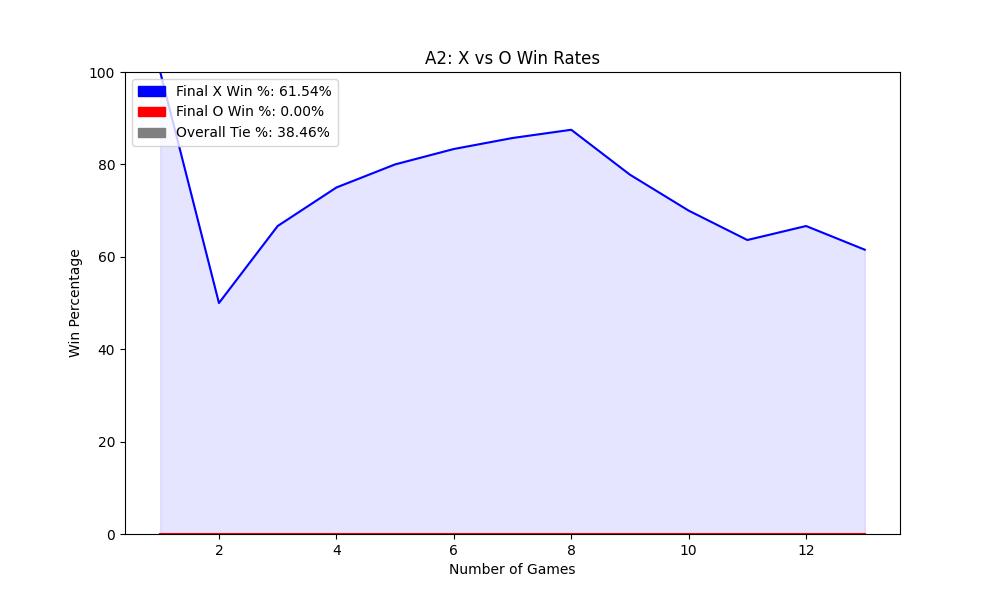 A2: X vs O Win Rates
Final X Win %: 61.54%
Final O Win %: 0.00%
Overall Tie %: 38.46%
Win Percentage
100
80
60
40
20
0
2 4 6 8 10 12
Number of Games